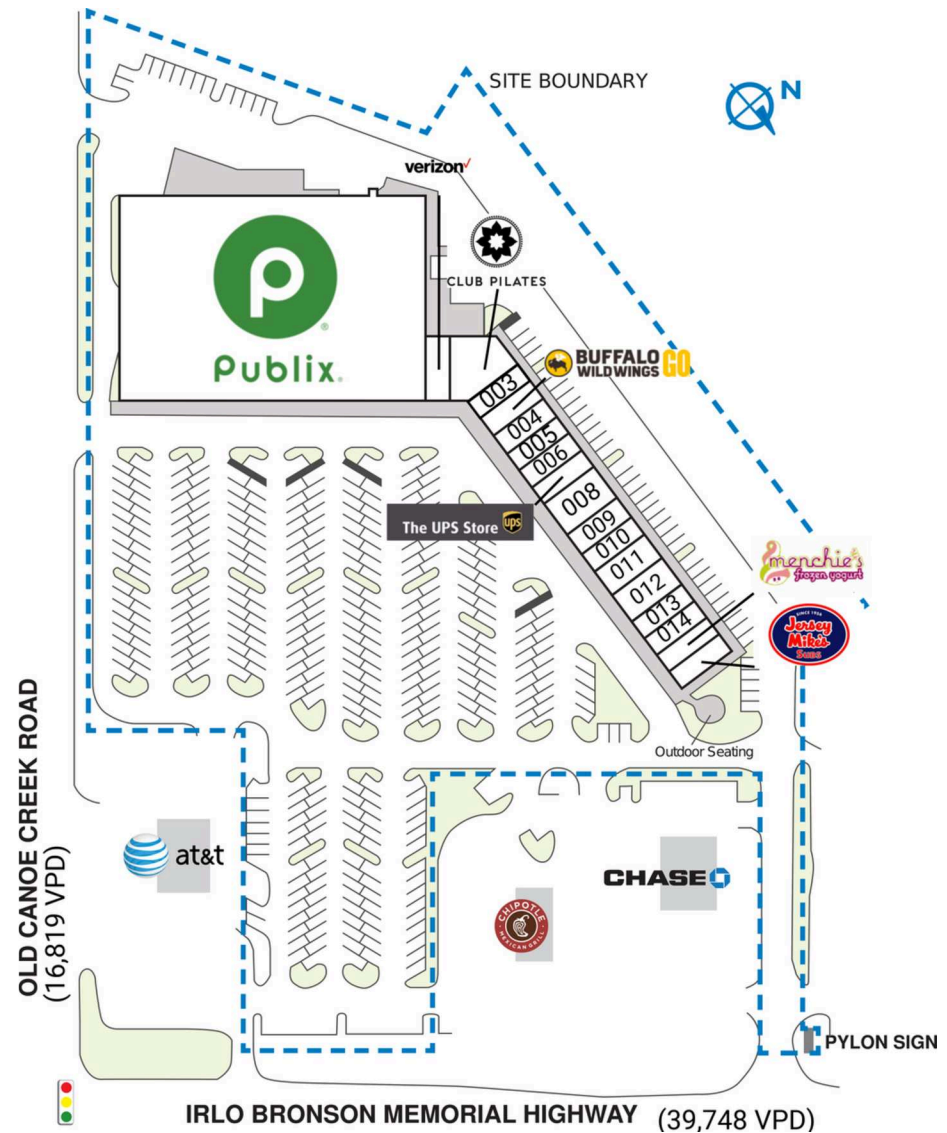 SITE BOUNDARY
N
verizon
CLUB PILATES
P
Publix.
BUFFALO
WILD WINGS GO
003
004
005
006
The UPS Store ups
008
009
010
011
012
013
014
menchie's
frozen yogurt
SINCE 1956
Jersey
Mike's
SUBS
Outdoor Seating
OLD CANOE CREEK ROAD
(16,819 VPD)
at&t
CHASE
CHIPOTLE
MEXICAN GRILL
PYLON SIGN
IRLO BRONSON MEMORIAL HIGHWAY (39,748 VPD)